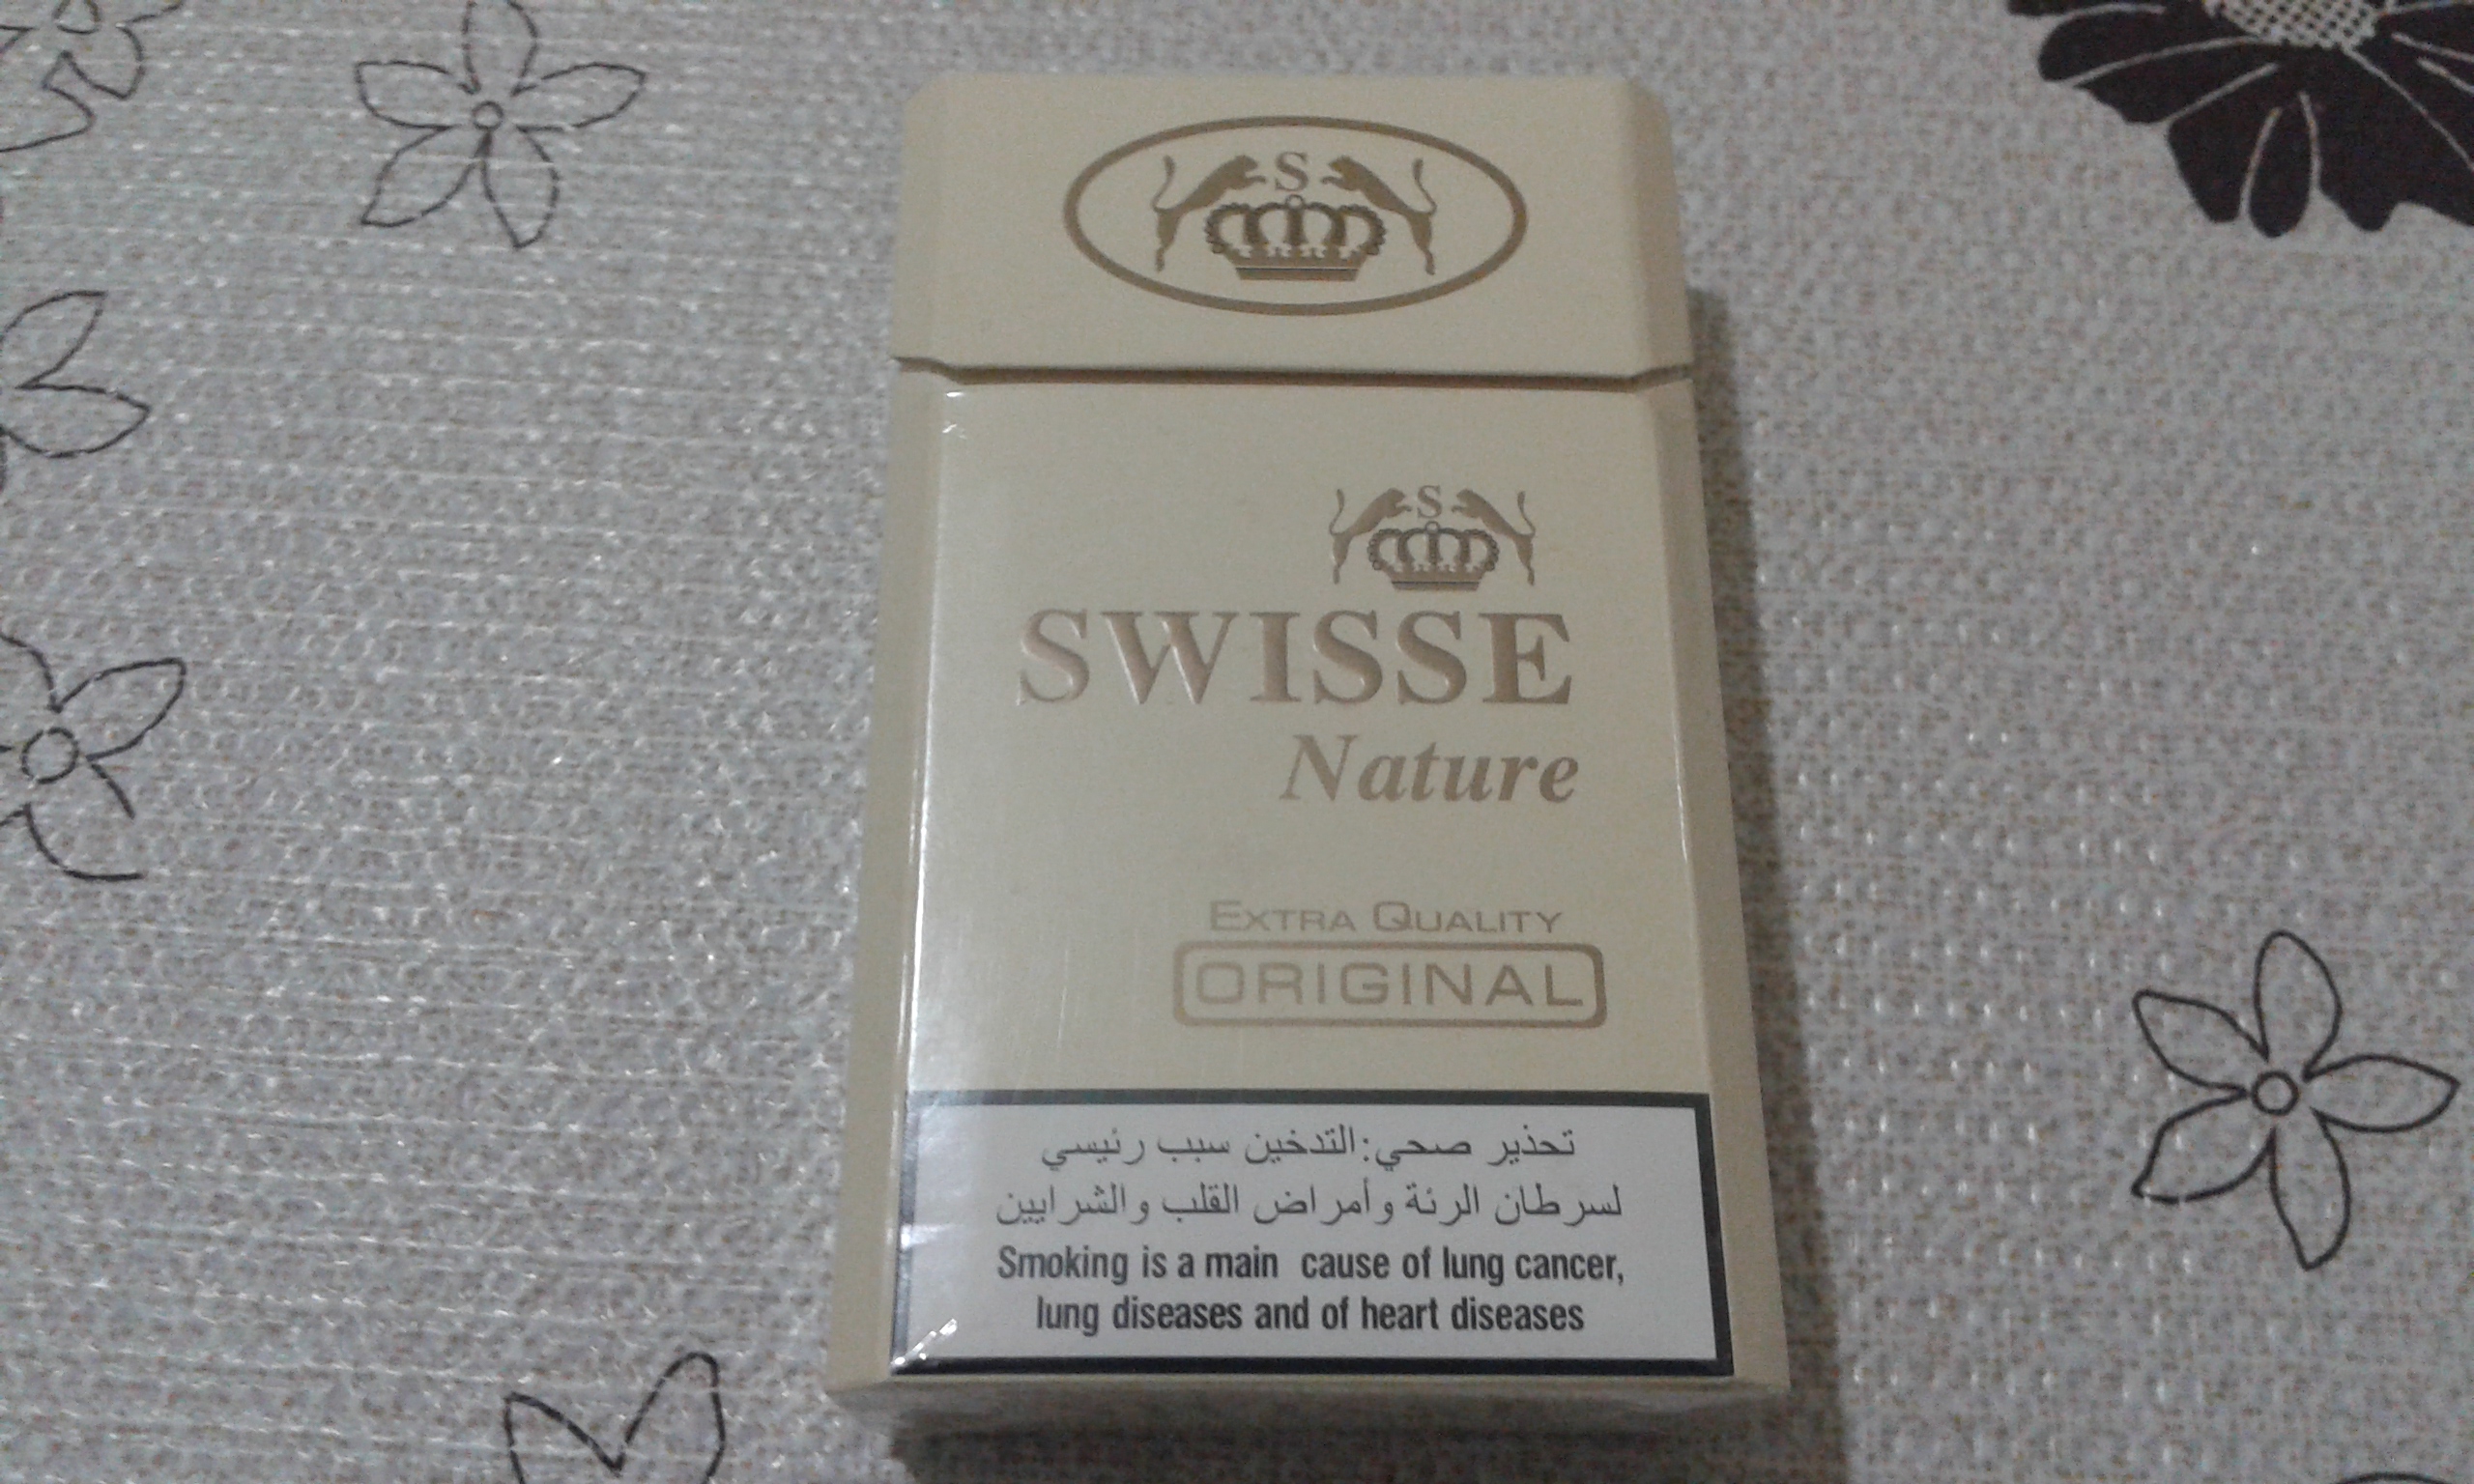 S
S
SWISSE
Nature
EXTRA QUALITY
ORIGINAL
تحذير صحي:التدخين سبب رئيسي
لسرطان الرئة وأمراض القلب والشرايين
Smoking is a main cause of lung cancer,
lung diseases and of heart diseases